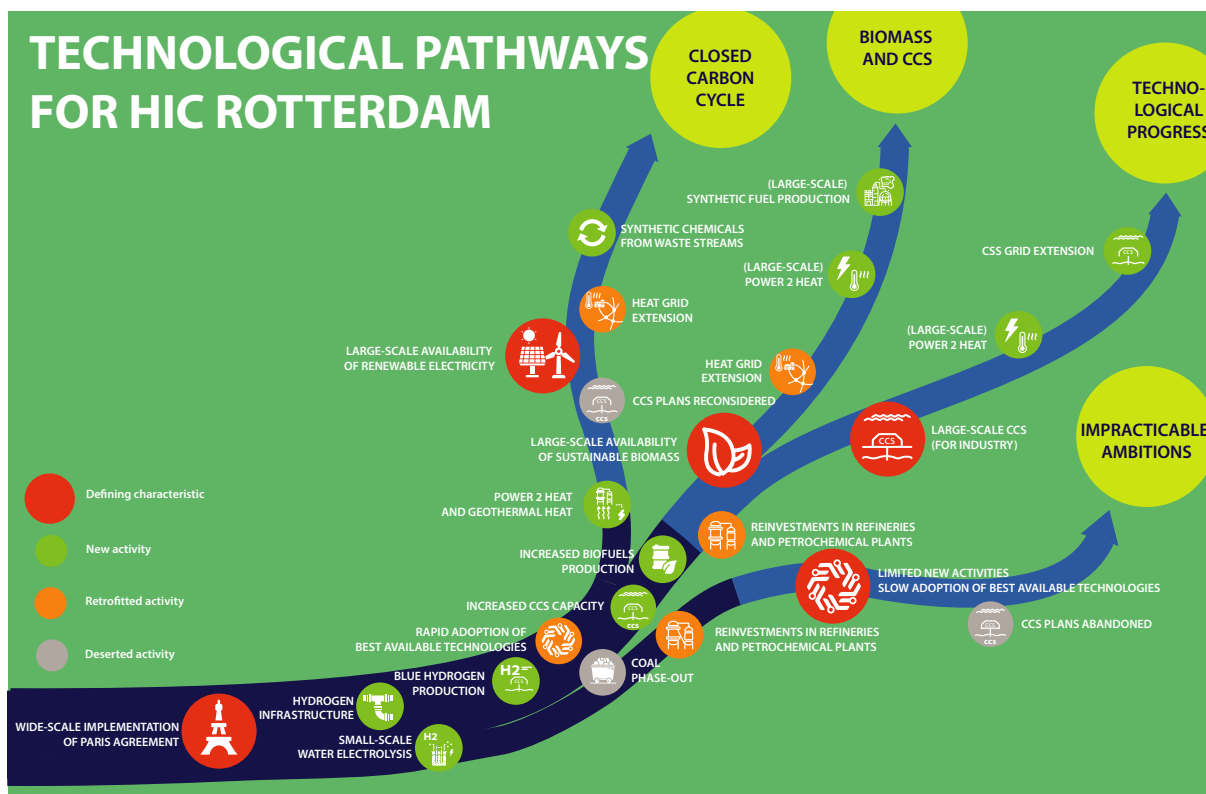 TECHNOLOGICAL PATHWAYS
FOR HIC ROTTERDAM
CLOSED
CARBON
CYCLE
BIOMASS
AND CCS
TECHNO-
LOGICAL
PROGRESS
IMPRACTICABLE
AMBITIONS
(LARGE-SCALE)
SYNTHETIC FUEL PRODUCTION
SYNTHETIC CHEMICALS
FROM WASTE STREAMS
CSS GRID EXTENSION
CCS
(LARGE-SCALE)
POWER 2 HEAT
HEAT GRID
EXTENSION
(LARGE-SCALE)
POWER 2 HEAT
LARGE-SCALE AVAILABILITY
OF RENEWABLE ELECTRICITY
HEAT GRID
EXTENSION
CCS PLANS RECONSIDERED
CCS
CCS
LARGE-SCALE AVAILABILITY
OF SUSTAINABLE BIOMASS
LARGE-SCALE CCS
(FOR INDUSTRY)
CCS
Defining characteristic
New activity
Retrofitted activity
Deserted activity
POWER 2 HEAT
AND GEOTHERMAL HEAT
REINVESTMENTS IN REFINERIES
AND PETROCHEMICAL PLANTS
INCREASED BIOFUELS
PRODUCTION
LIMITED NEW ACTIVITIES
SLOW ADOPTION OF BEST AVAILABLE TECHNOLOGIES
INCREASED CCS CAPACITY
CCS
CCS
CCS PLANS ABANDONED
CCS
CCS
RAPID ADOPTION OF
BEST AVAILABLE TECHNOLOGIES
REINVESTMENTS IN REFINERIES
AND PETROCHEMICAL PLANTS
BLUE HYDROGEN
PRODUCTION
H2
CCS
COAL
PHASE-OUT
HYDROGEN
INFRASTRUCTURE
WIDE-SCALE IMPLEMENTATION
OF PARIS AGREEMENT
SMALL-SCALE
WATER ELECTROLYSIS
H2